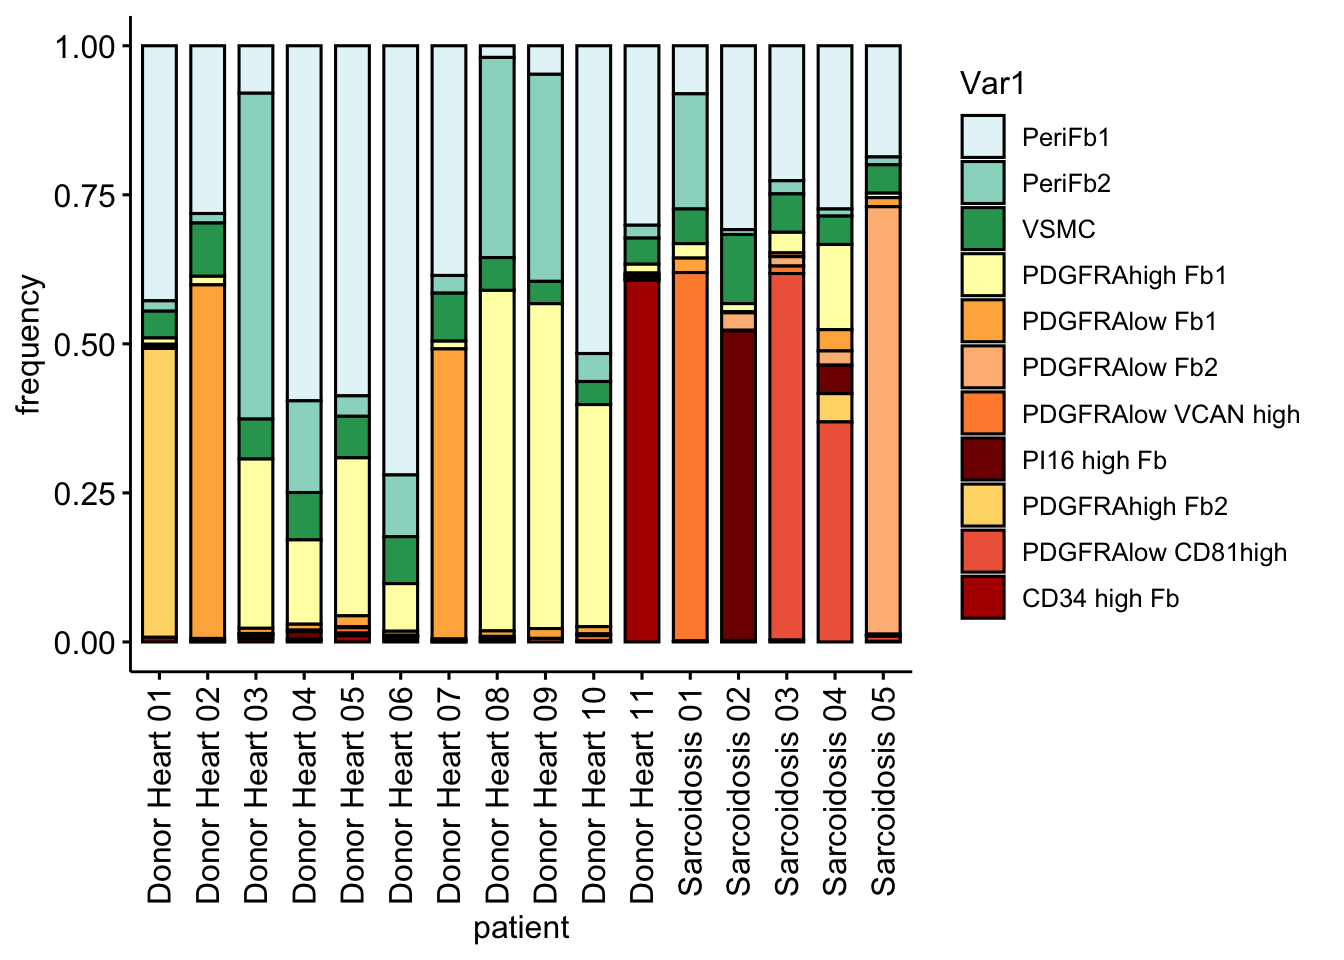 1.00
0.75
0.50
0.25
0.00
frequency
Donor Heart 01
Donor Heart 02
Donor Heart 03
Donor Heart 04
Donor Heart 05
Donor Heart 06
Donor Heart 07
Donor Heart 08
Donor Heart 09
Donor Heart 10
Donor Heart 11
Sarcoidosis 01
Sarcoidosis 02
Sarcoidosis 03
Sarcoidosis 04
Sarcoidosis 05
patient
Var1
PeriFb1
PeriFb2
VSMC
PDGFRAhigh Fb1
PDGFRAlow Fb1
PDGFRAlow Fb2
PDGFRAlow VCAN high
PI16 high Fb
PDGFRAhigh Fb2
PDGFRAlow CD81high
CD34 high Fb